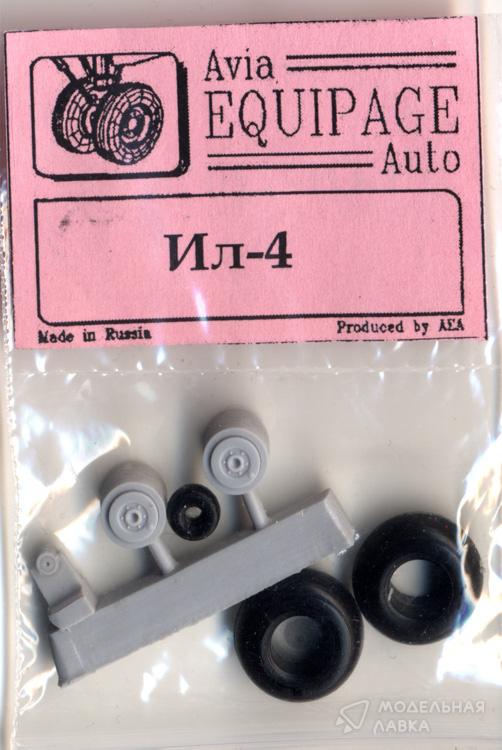 Avia
EQUIPAGE
Auto
Ил-4
Made in Russia
Produced by AEA
МОДЕЛЬНАЯ
ЛАВКА